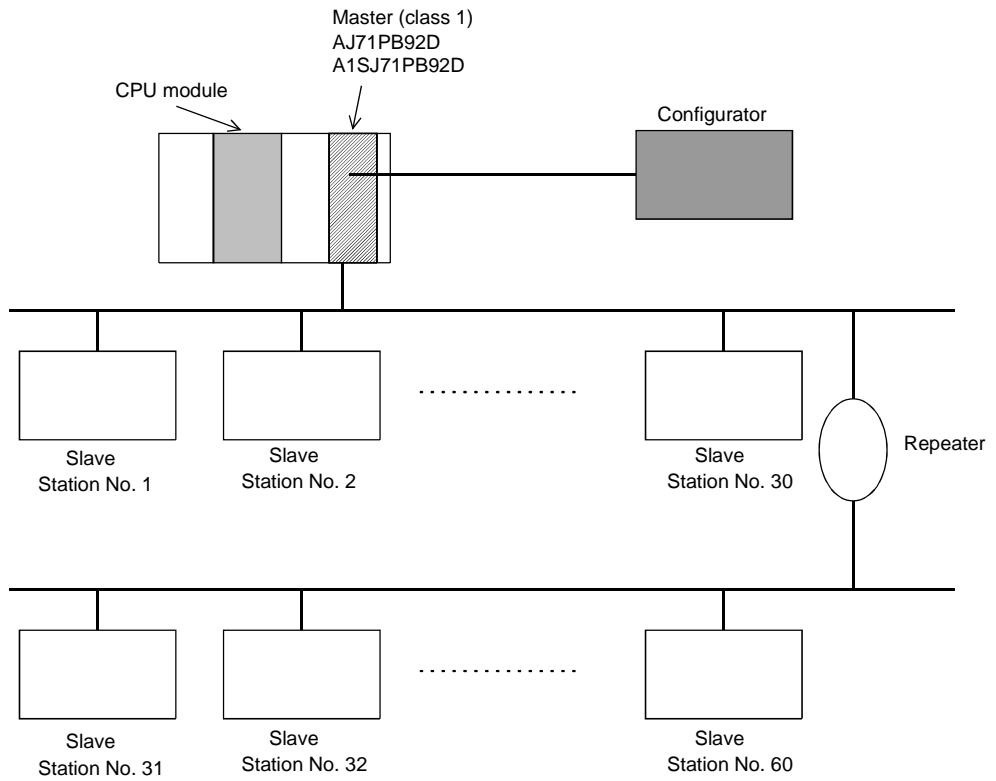 Master (class 1)
AJ71PB92D
A1SJ71PB92D
CPU module
Configurator
Slave
Station No. 1
Slave
Station No. 2
Slave
Station No. 30
Repeater
Slave
Station No. 31
Slave
Station No. 32
Slave
Station No. 60